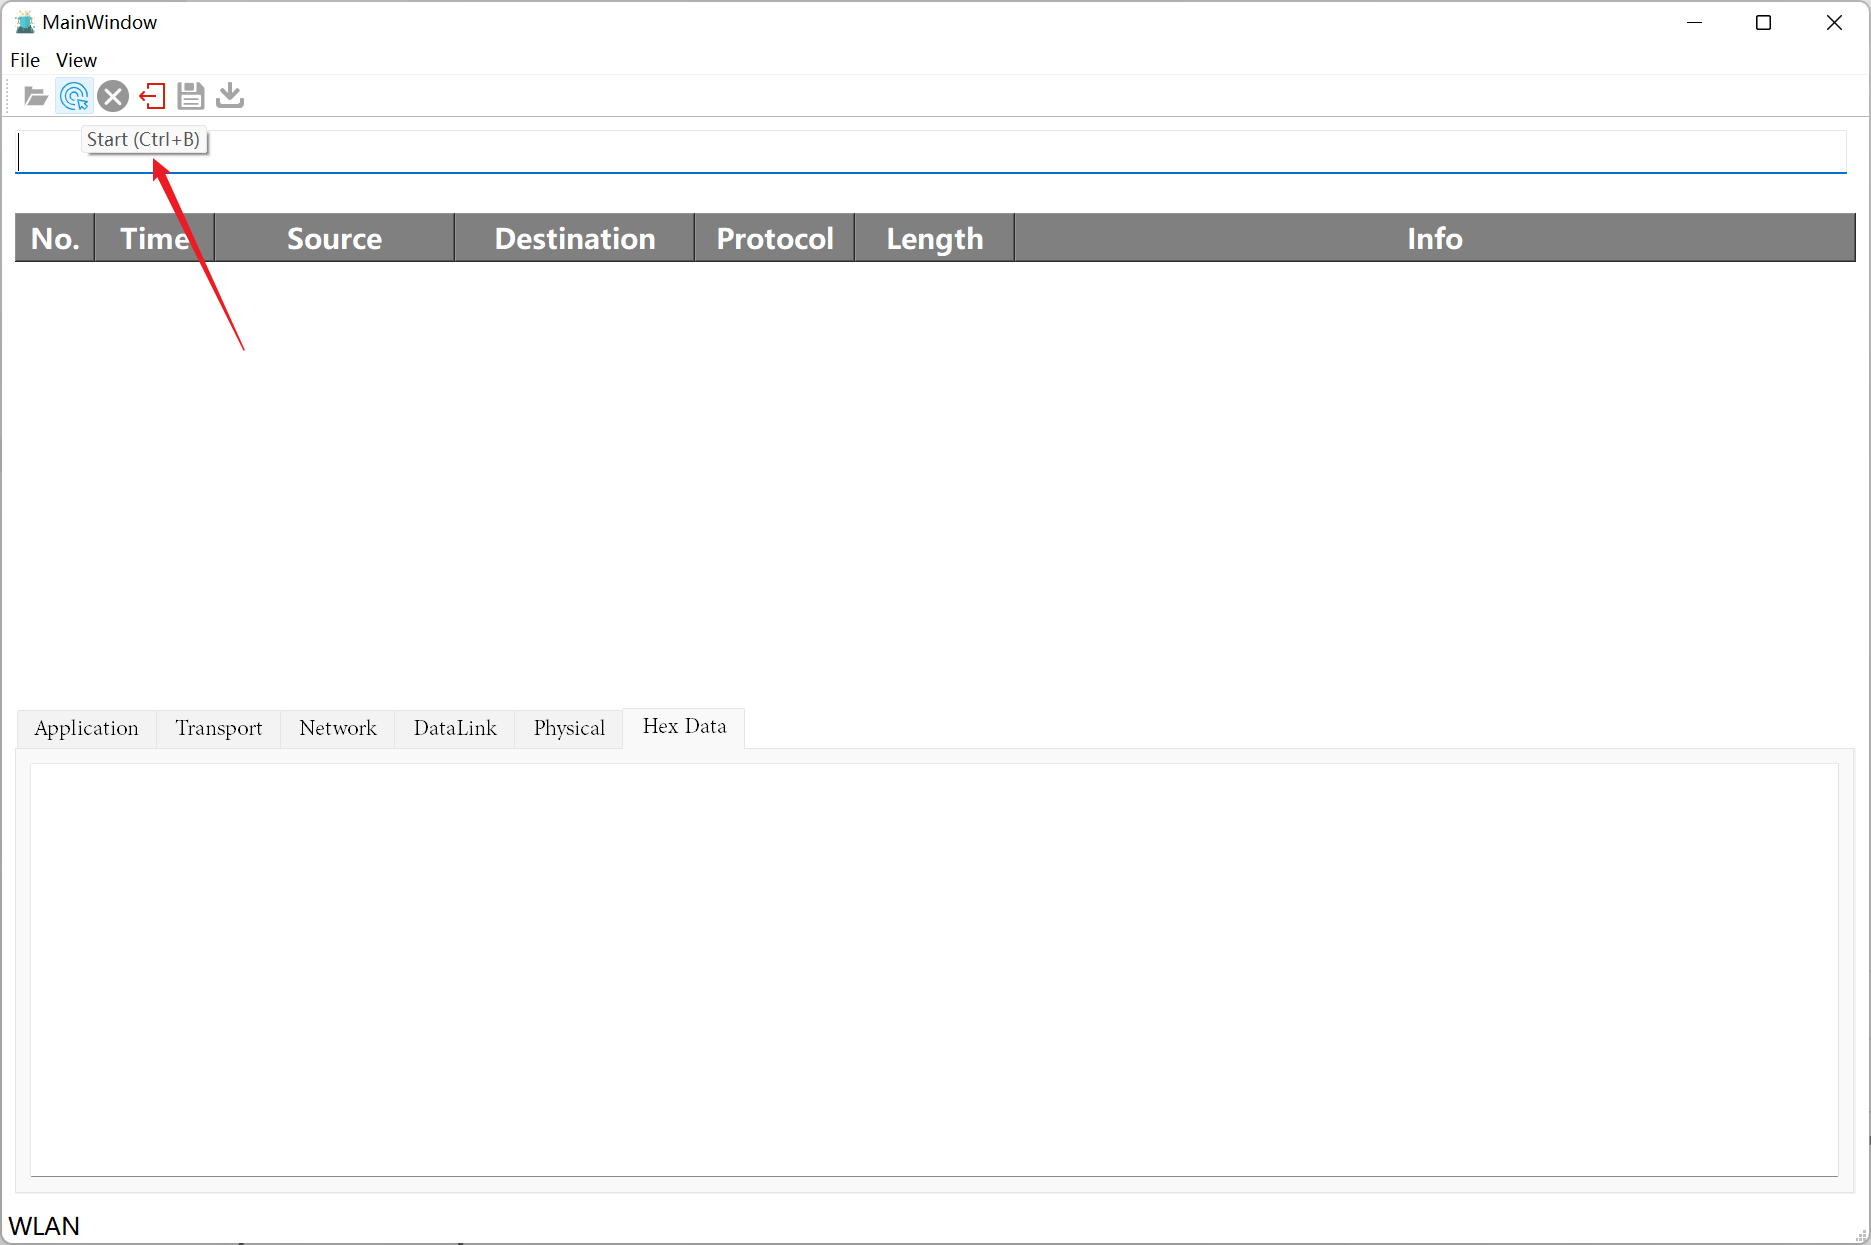 MainWindow
File View
Start (Ctrl+B)
No. Time Source Destination Protocol Length Info
Application Transport Network DataLink Physical Hex Data
WLAN